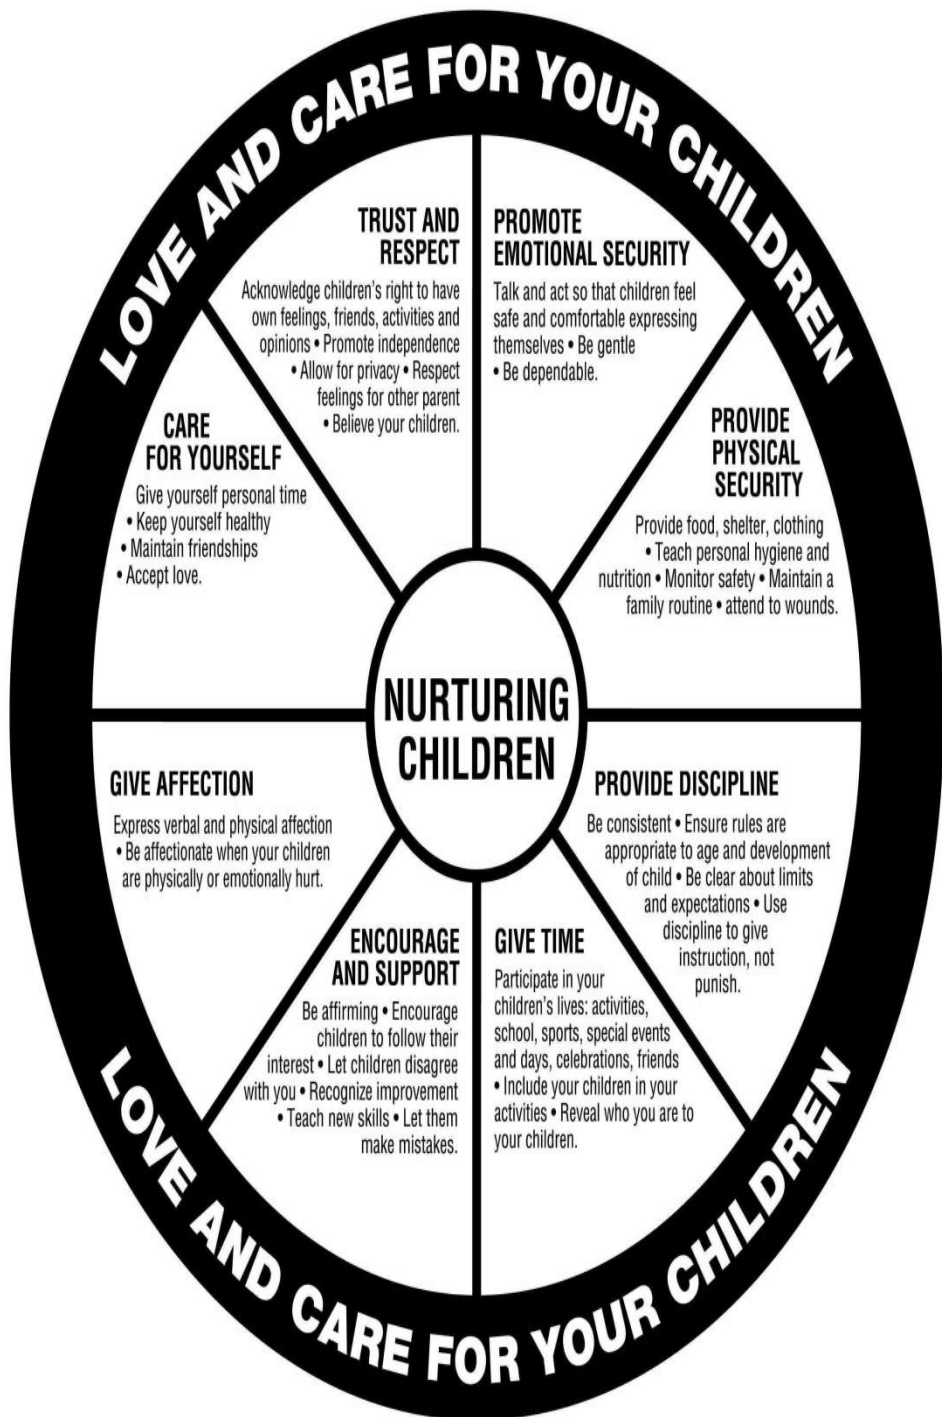 LOVE AND CARE FOR YOUR CHILDREN
TRUST AND
RESPECT
Acknowledge children's right to have
own feelings, friends, activities and
opinions • Promote independence
• Allow for privacy • Respect
feelings for other parent
• Believe your children.
PROMOTE
EMOTIONAL SECURITY
Talk and act so that children feel
safe and comfortable expressing
themselves • Be gentle
• Be dependable.
CARE
FOR YOURSELF
Give yourself personal time
• Keep yourself healthy
• Maintain friendships
• Accept love.
PROVIDE
PHYSICAL
SECURITY
Provide food, shelter, clothing
• Teach personal hygiene and
nutrition • Monitor safety • Maintain a
family routine • attend to wounds.
NURTURING
CHILDREN
GIVE AFFECTION
Express verbal and physical affection
• Be affectionate when your children
are physically or emotionally hurt.
PROVIDE DISCIPLINE
Be consistent • Ensure rules are
appropriate to age and development
of child • Be clear about limits
and expectations • Use
discipline to give
instruction, not
punish.
ENCOURAGE
AND SUPPORT
Be affirming • Encourage
children to follow their
interest • Let children disagree
with you • Recognize improvement
• Teach new skills • Let them
make mistakes.
GIVE TIME
Participate in your
children's lives: activities,
school, sports, special events
and days, celebrations, friends
• Include your children in your
activities • Reveal who you are to
your children.
LOVE AND CARE FOR YOUR CHILDREN